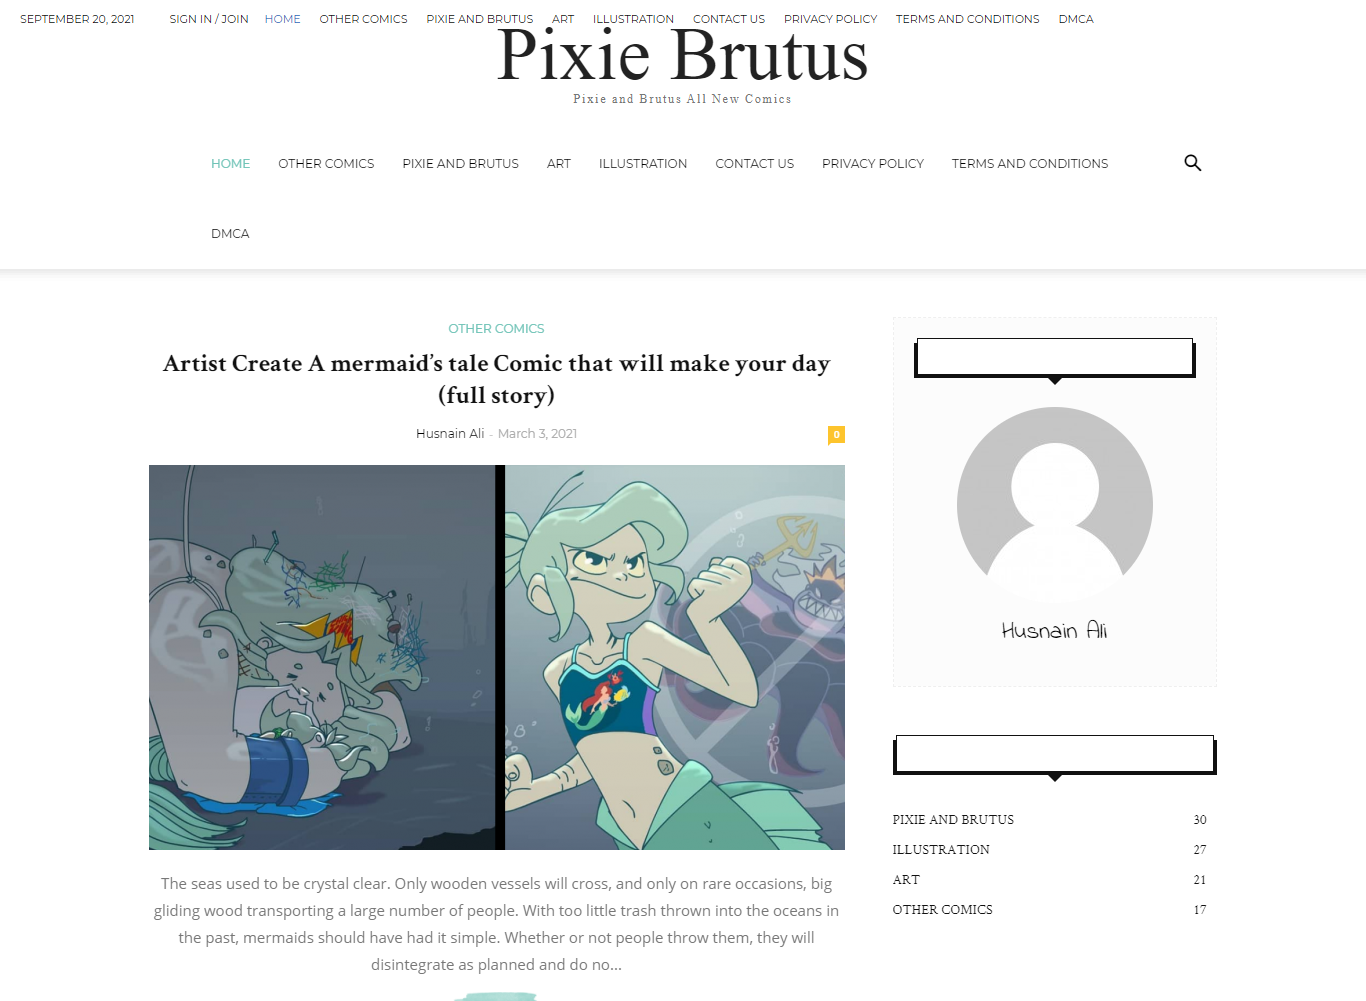 SEPTEMBER 20, 2021 SIGN IN / JOIN HOME OTHER COMICS PIXIE AND BRUTUS ART ILLUSTRATION CONTACT US PRIVACY POLICY TERMS AND CONDITIONS DMCA
Pixie Brutus
Pixie and Brutus All New Comics
HOME OTHER COMICS PIXIE AND BRUTUS ART ILLUSTRATION CONTACT US PRIVACY POLICY TERMS AND CONDITIONS
DMCA
OTHER COMICS
Artist Create A mermaid’s tale Comic that will make your day
(full story)
Husnain Ali - March 3, 2021
0
The seas used to be crystal clear. Only wooden vessels will cross, and only on rare occasions, big
gliding wood transporting a large number of people. With too little trash thrown into the oceans in
the past, mermaids should have had it simple. Whether or not people throw them, they will
disintegrate as planned and do no...
Husnain Ali
PIXIE AND BRUTUS 30
ILLUSTRATION 27
ART 21
OTHER COMICS 17